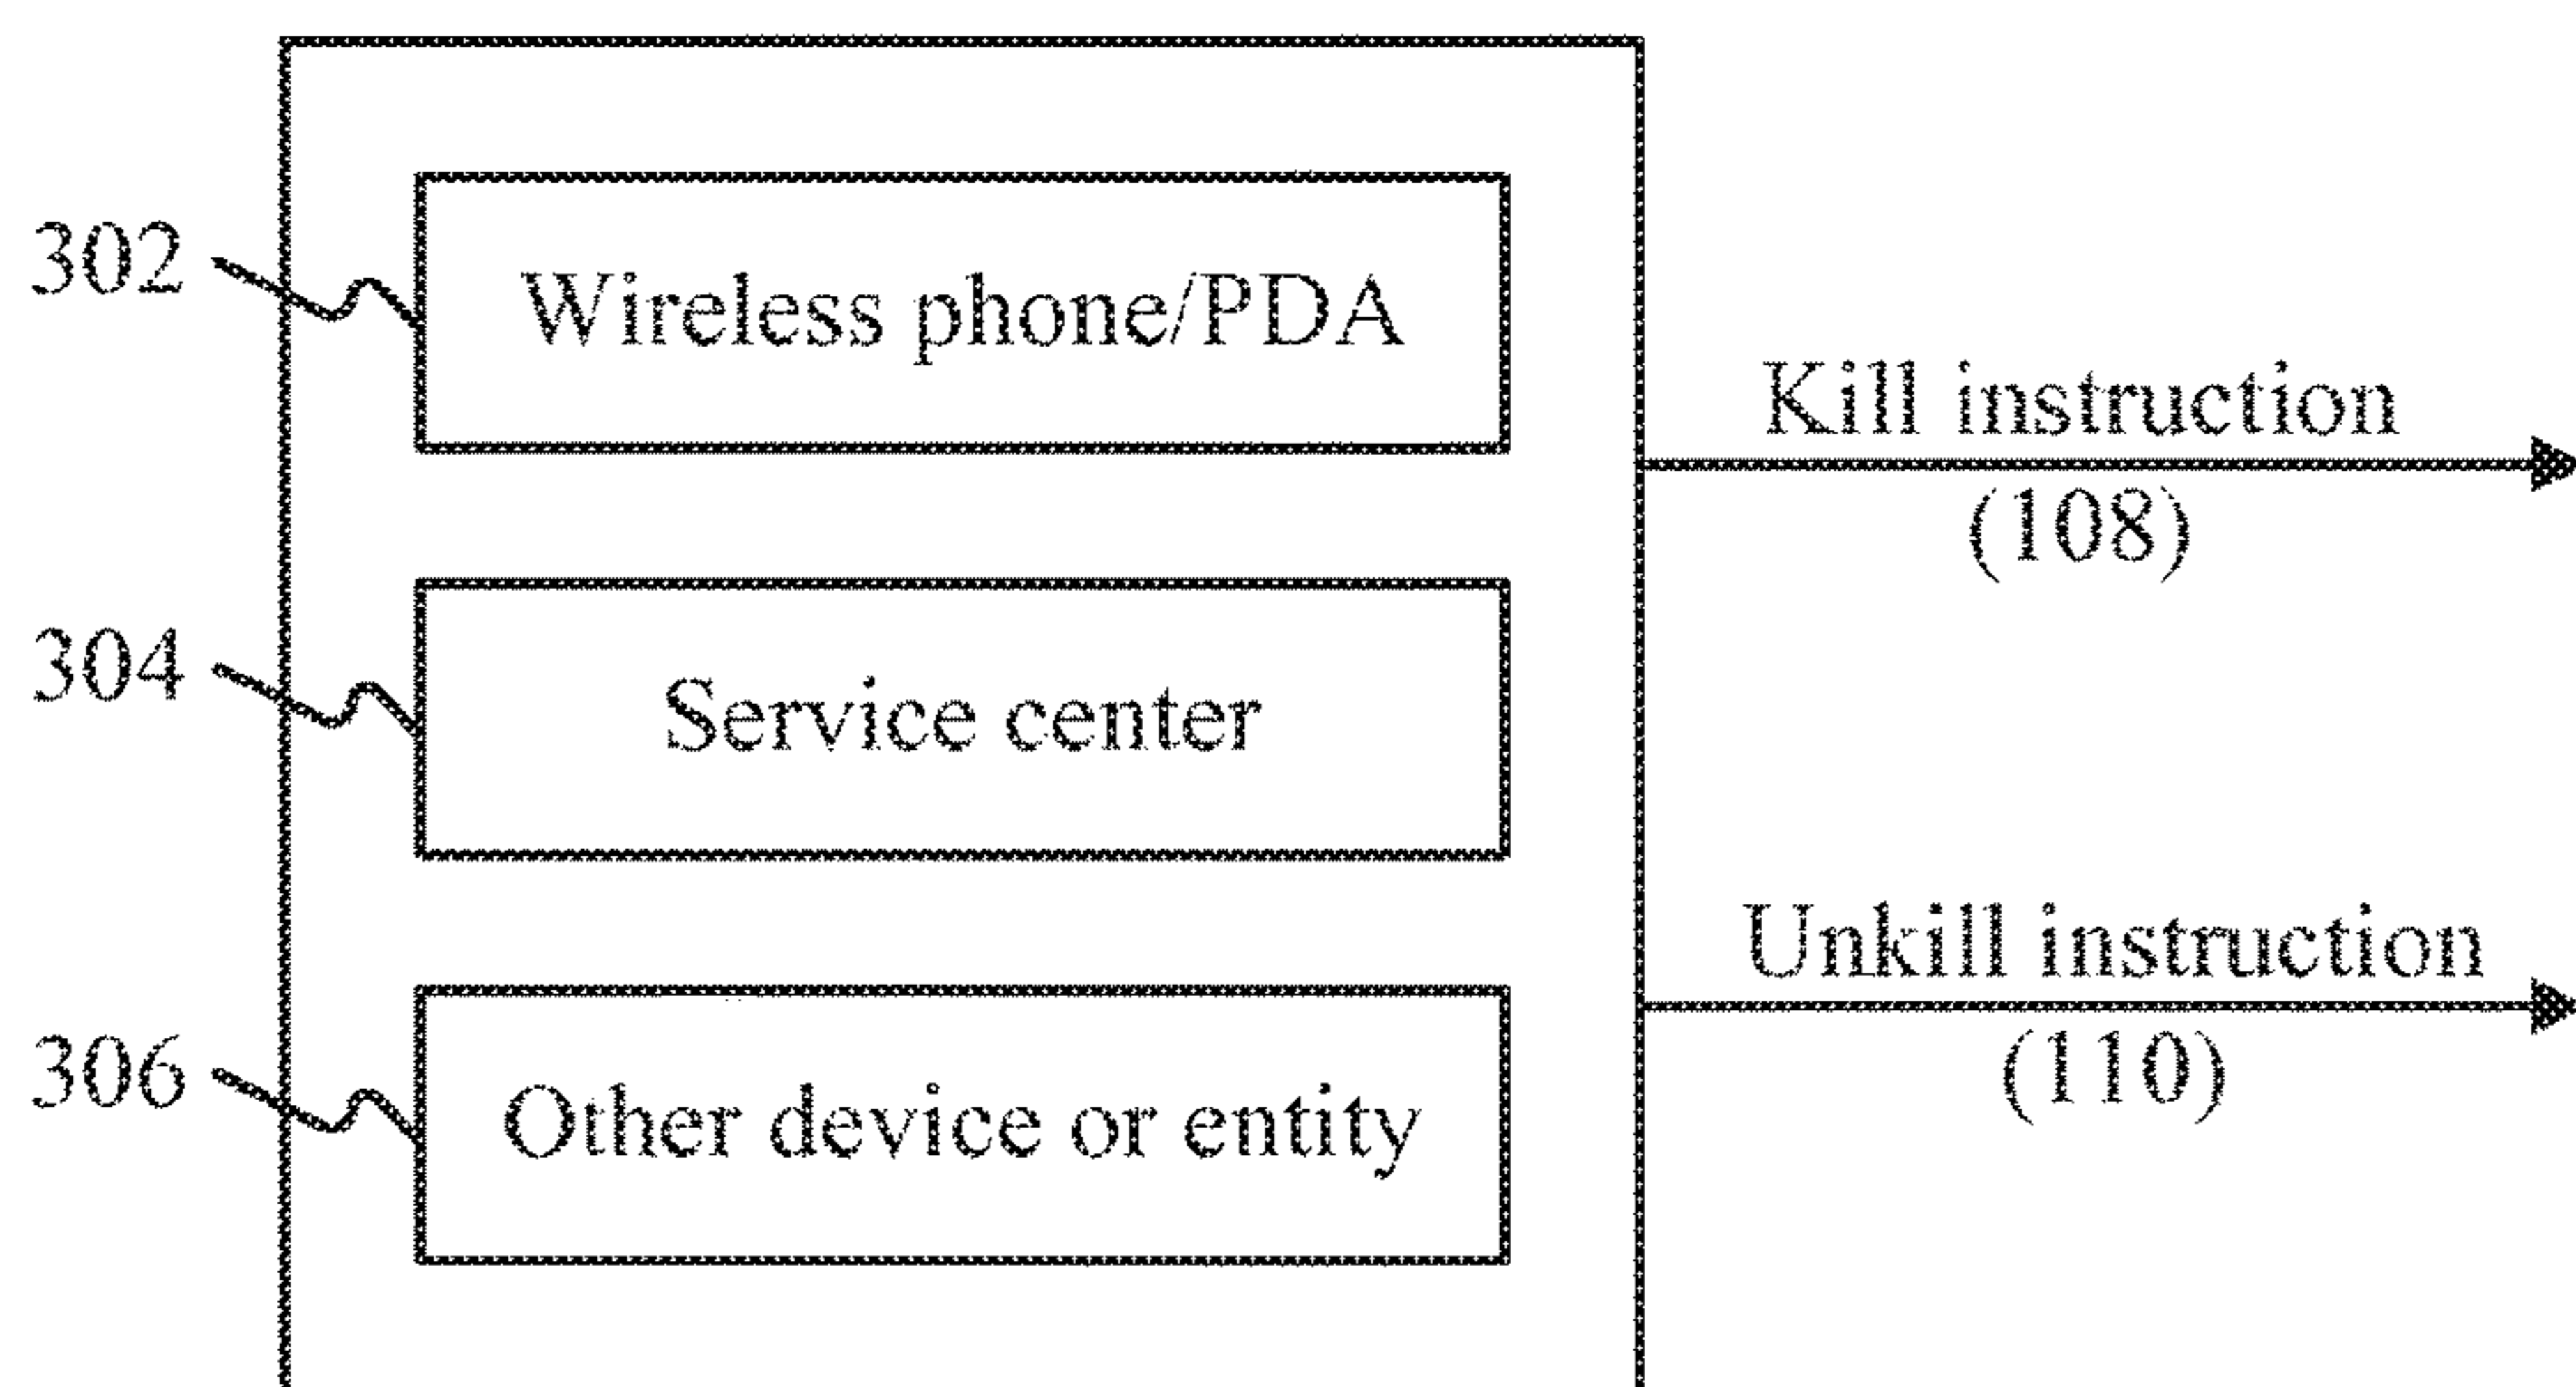 302
Wireless phone/PDA
Kill instruction
(108)
304
Service center
Unkill instruction
(110)
306
Other device or entity